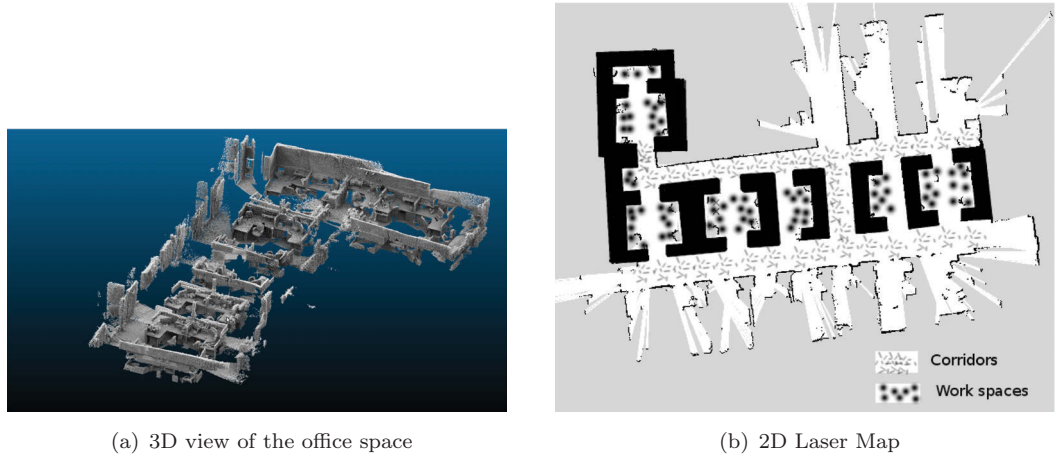 Corridors
Work spaces
(a) 3D view of the office space
(b) 2D Laser Map